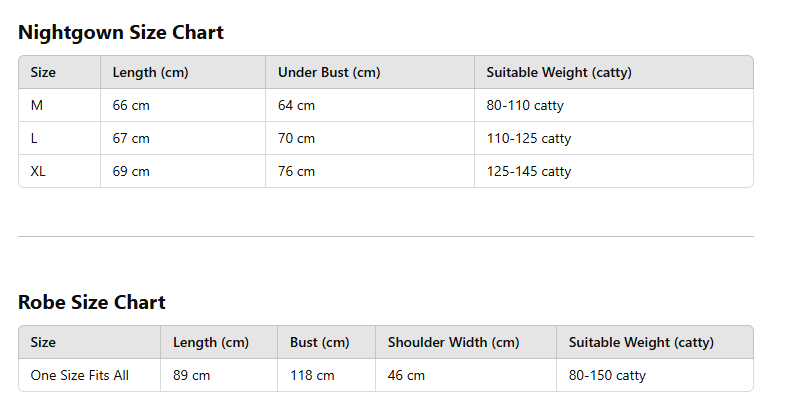 Nightgown Size Chart
Size Length (cm) Under Bust (cm) Suitable Weight (catty)
M 66 cm 64 cm 80-110 catty
L 67 cm 70 cm 110-125 catty
XL 69 cm 76 cm 125-145 catty
Robe Size Chart
Size Length (cm) Bust (cm) Shoulder Width (cm) Suitable Weight (catty)
One Size Fits All 89 cm 118 cm 46 cm 80-150 catty